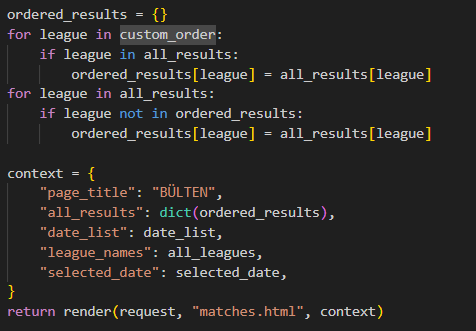 ordered_results = {}
for league in custom_order:
    if league in all_results:
        ordered_results[league] = all_results[league]
for league in all_results:
    if league not in ordered_results:
        ordered_results[league] = all_results[league]

context = {
    "page_title": "BÜLTEN",
    "all_results": dict(ordered_results),
    "date_list": date_list,
    "league_names": all_leagues,
    "selected_date": selected_date,
}
return render(request, "matches.html", context)